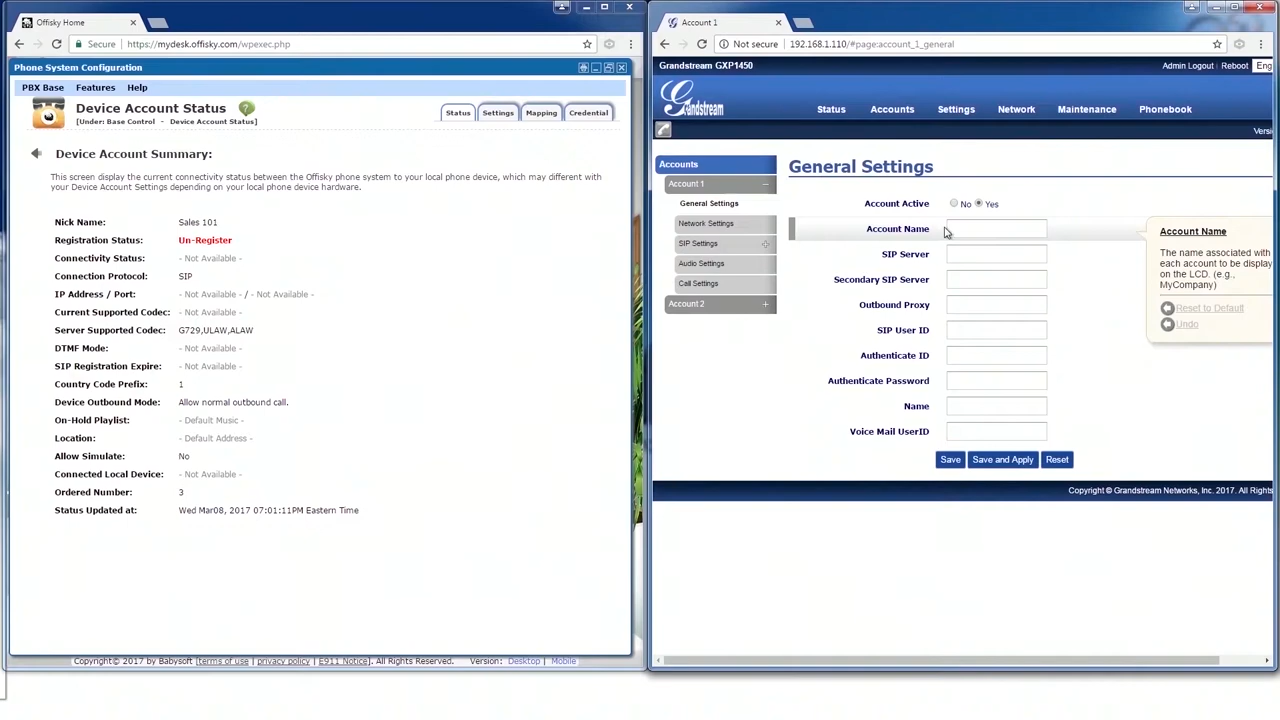 Offisky Home
Secure https://mydesk.offisky.com/wpexec.php
Phone System Configuration
PBX Base Features Help
Device Account Status
[Under: Base Control - Device Account Status]
Status Settings Mapping Credential
Device Account Summary:
This screen display the current connectivity status between the Offisky phone system to your local phone device, which may different with
your Device Account Settings depending on your local phone device hardware.
Nick Name: Sales 101
Registration Status: Un-Register
Connectivity Status: - Not Available -
Connection Protocol: SIP
IP Address / Port: - Not Available - / - Not Available -
Current Supported Codec: - Not Available -
Server Supported Codec: G729,ULAW,ALAW
DTMF Mode: - Not Available -
SIP Registration Expire: - Not Available -
Country Code Prefix: 1
Device Outbound Mode: Allow normal outbound call.
On-Hold Playlist: - Default Music -
Location: - Default Address -
Allow Simulate: No
Connected Local Device: - Not Available -
Ordered Number: 3
Status Updated at: Wed Mar08, 2017 07:01:11PM Eastern Time
Copyright© 2017 by Babysoft [terms of use | privacy policy | E911 Notice]. All Rights Reserved. Version: Desktop | Mobile
Account 1
Not secure 192.168.1.110/#page:account_1_general
Grandstream GXP1450
Admin Logout | Reboot Eng
Grandstream
Status Accounts Settings Network Maintenance Phonebook
Versi
Accounts
Account 1
General Settings
Network Settings
SIP Settings
Audio Settings
Call Settings
Account 2
General Settings
Account Active No Yes
Account Name
SIP Server
Secondary SIP Server
Outbound Proxy
SIP User ID
Authenticate ID
Authenticate Password
Name
Voice Mail UserID
Save Save and Apply Reset
Account Name
The name associated with
each account to be display
on the LCD. (e.g.,
MyCompany)
Reset to Default
Undo
Copyright © Grandstream Networks, Inc. 2017. All Rights